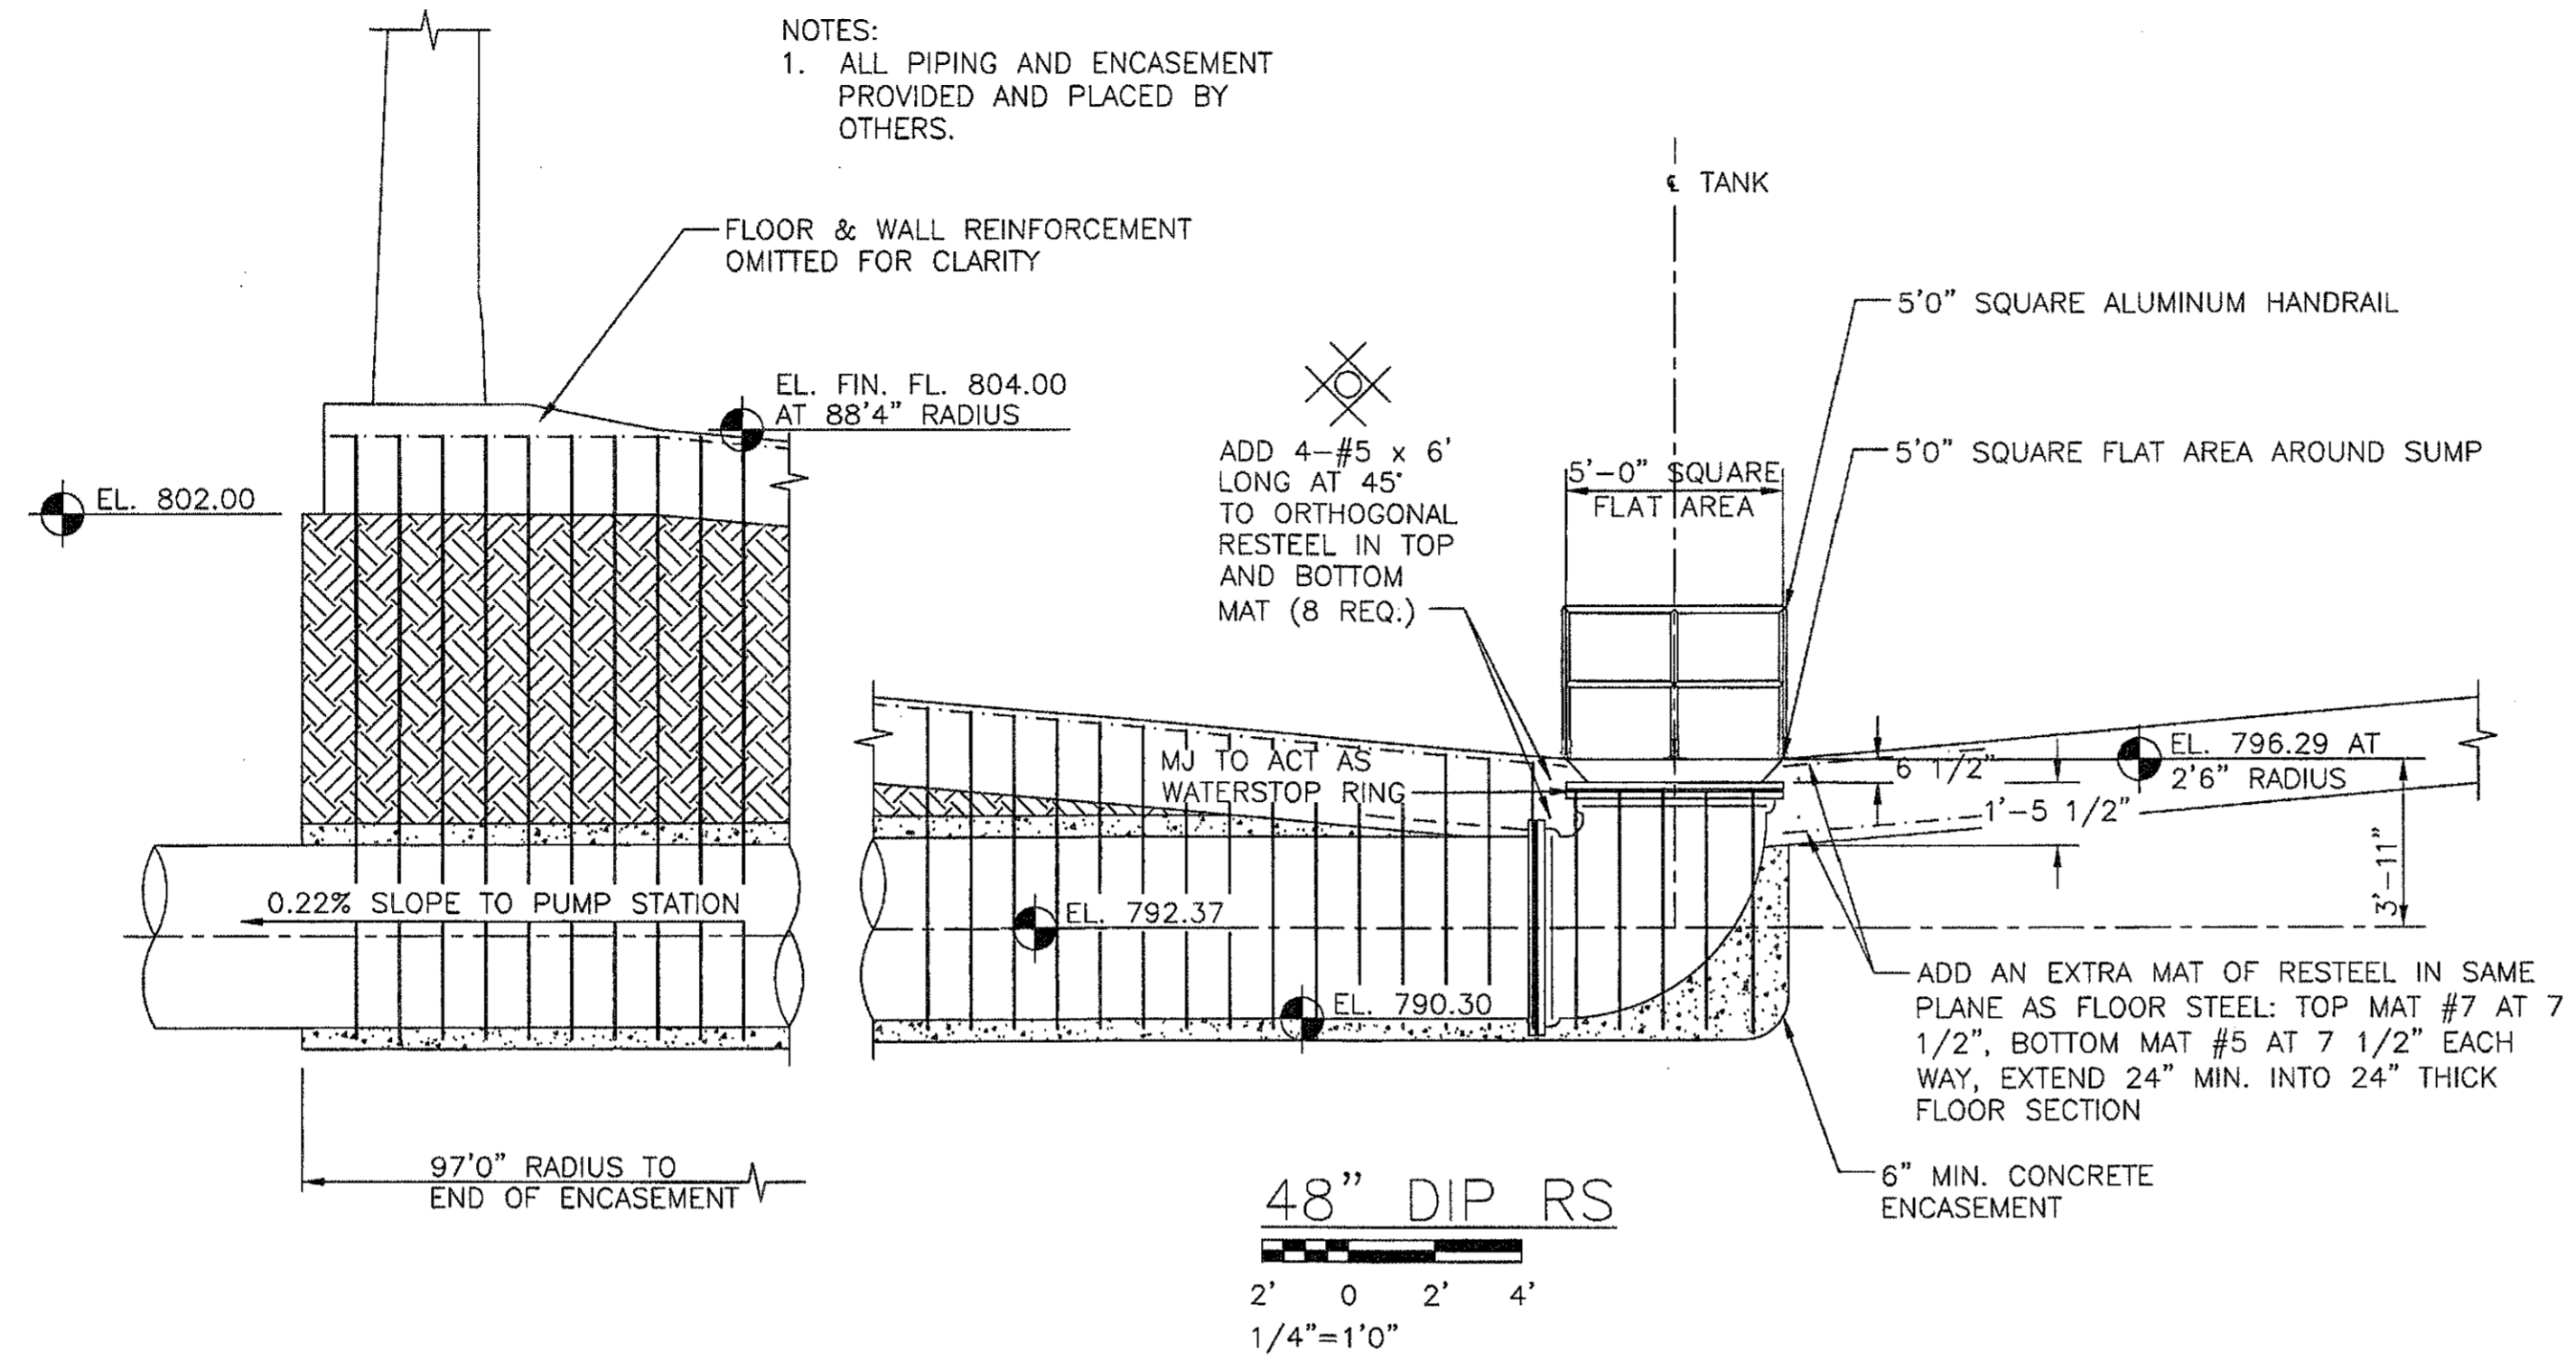 NOTES:
1. ALL PIPING AND ENCASEMENT
PROVIDED AND PLACED BY
OTHERS.
℄ TANK
FLOOR & WALL REINFORCEMENT
OMITTED FOR CLARITY
5'0" SQUARE ALUMINUM HANDRAIL
EL. FIN. FL. 804.00
AT 88'4" RADIUS
EL. 802.00
ADD 4-#5 x 6'
LONG AT 45°
TO ORTHOGONAL
RESTEEL IN TOP
AND BOTTOM
MAT (8 REQ.)
5'-0" SQUARE
FLAT AREA
5'0" SQUARE FLAT AREA AROUND SUMP
MJ TO ACT AS
WATERSTOP RING
6 1/2"
EL. 796.29 AT
2'6" RADIUS
1'-5 1/2"
3'-11"
0.22% SLOPE TO PUMP STATION
EL. 792.37
EL. 790.30
ADD AN EXTRA MAT OF RESTEEL IN SAME
PLANE AS FLOOR STEEL: TOP MAT #7 AT 7
1/2", BOTTOM MAT #5 AT 7 1/2" EACH
WAY, EXTEND 24" MIN. INTO 24" THICK
FLOOR SECTION
97'0" RADIUS TO
END OF ENCASEMENT
6" MIN. CONCRETE
ENCASEMENT
48" DIP RS
2' 0 2' 4'
1/4"=1'0"